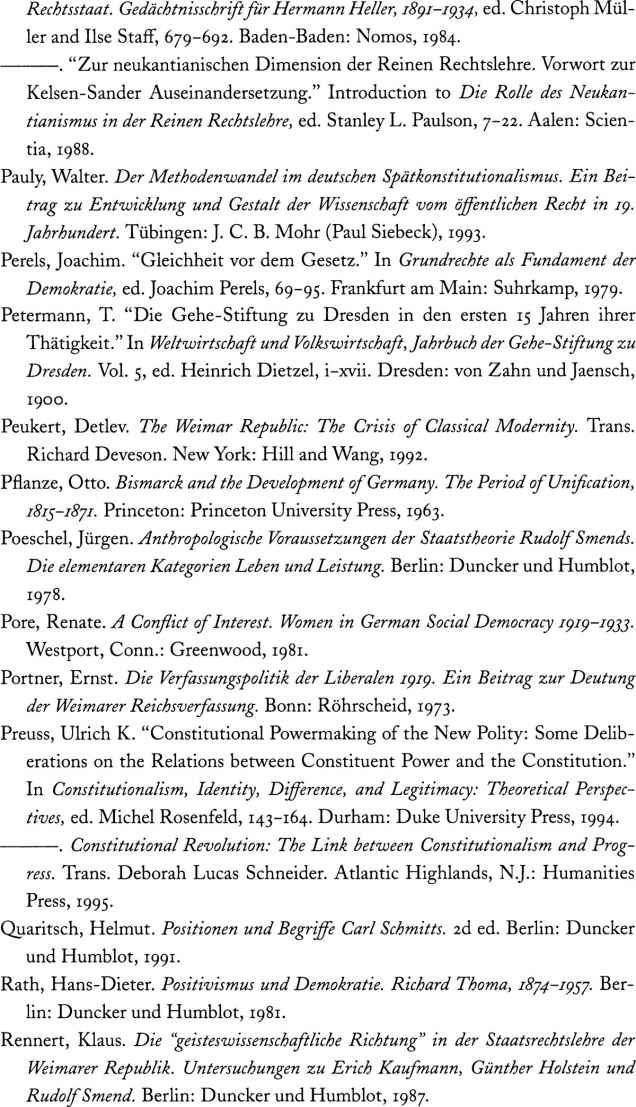 Rechtsstaat. Gedächtnisschrift für Hermann Heller, 1891–1934, ed. Christoph Mül-
ler and Ilse Staff, 679–692. Baden-Baden: Nomos, 1984.
———. “Zur neukantianischen Dimension der Reinen Rechtslehre. Vorwort zur
Kelsen-Sander Auseinandersetzung.” Introduction to Die Rolle des Neukan-
tianismus in der Reinen Rechtslehre, ed. Stanley L. Paulson, 7–22. Aalen: Scien-
tia, 1988.
Pauly, Walter. Der Methodenwandel im deutschen Spätkonstitutionalismus. Ein Bei-
trag zu Entwicklung und Gestalt der Wissenschaft vom öffentlichen Recht in 19.
Jahrhundert. Tübingen: J. C. B. Mohr (Paul Siebeck), 1993.
Perels, Joachim. “Gleichheit vor dem Gesetz.” In Grundrechte als Fundament der
Demokratie, ed. Joachim Perels, 69–95. Frankfurt am Main: Suhrkamp, 1979.
Petermann, T. “Die Gehe-Stiftung zu Dresden in den ersten 15 Jahren ihrer
Thätigkeit.” In Weltwirtschaft und Volkswirtschaft, Jahrbuch der Gehe-Stiftung zu
Dresden. Vol. 5, ed. Heinrich Dietzel, i–xvii. Dresden: von Zahn und Jaensch,
1900.
Peukert, Detlev. The Weimar Republic: The Crisis of Classical Modernity. Trans.
Richard Deveson. New York: Hill and Wang, 1992.
Pflanze, Otto. Bismarck and the Development of Germany. The Period of Unification,
1815–1871. Princeton: Princeton University Press, 1963.
Poeschel, Jürgen. Anthropologische Voraussetzungen der Staatstheorie Rudolf Smends.
Die elementaren Kategorien Leben und Leistung. Berlin: Duncker und Humblot,
1978.
Pore, Renate. A Conflict of Interest. Women in German Social Democracy 1919–1933.
Westport, Conn.: Greenwood, 1981.
Portner, Ernst. Die Verfassungspolitik der Liberalen 1919. Ein Beitrag zur Deutung
der Weimarer Reichsverfassung. Bonn: Röhrscheid, 1973.
Preuss, Ulrich K. “Constitutional Powermaking of the New Polity: Some Delib-
erations on the Relations between Constituent Power and the Constitution.”
In Constitutionalism, Identity, Difference, and Legitimacy: Theoretical Perspec-
tives, ed. Michel Rosenfeld, 143–164. Durham: Duke University Press, 1994.
———. Constitutional Revolution: The Link between Constitutionalism and Prog-
ress. Trans. Deborah Lucas Schneider. Atlantic Highlands, N.J.: Humanities
Press, 1995.
Quaritsch, Helmut. Positionen und Begriffe Carl Schmitts. 2d ed. Berlin: Duncker
und Humblot, 1991.
Rath, Hans-Dieter. Positivismus und Demokratie. Richard Thoma, 1874–1957. Ber-
lin: Duncker und Humblot, 1981.
Rennert, Klaus. Die “geisteswissenschaftliche Richtung” in der Staatsrechtslehre der
Weimarer Republik. Untersuchungen zu Erich Kaufmann, Günther Holstein und
Rudolf Smend. Berlin: Duncker und Humblot, 1987.